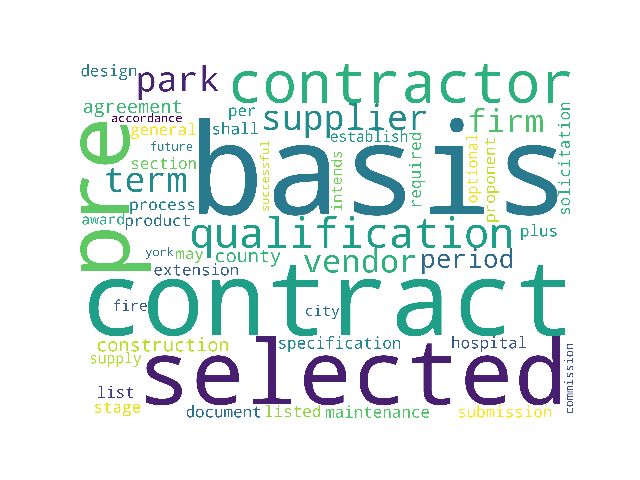 design
park
contractor
agreement
accordance
per
supplier
firm
general
shall
establish
future
section
pre
term
basis
successful
intends
required
optional
proponent
solicitation
process
award
product
qualification
plus
york
may
county
vendor
period
extension
contract
fire
city
construction
specification
hospital
supply
selected
commission
list
stage
document
listed
maintenance
submission